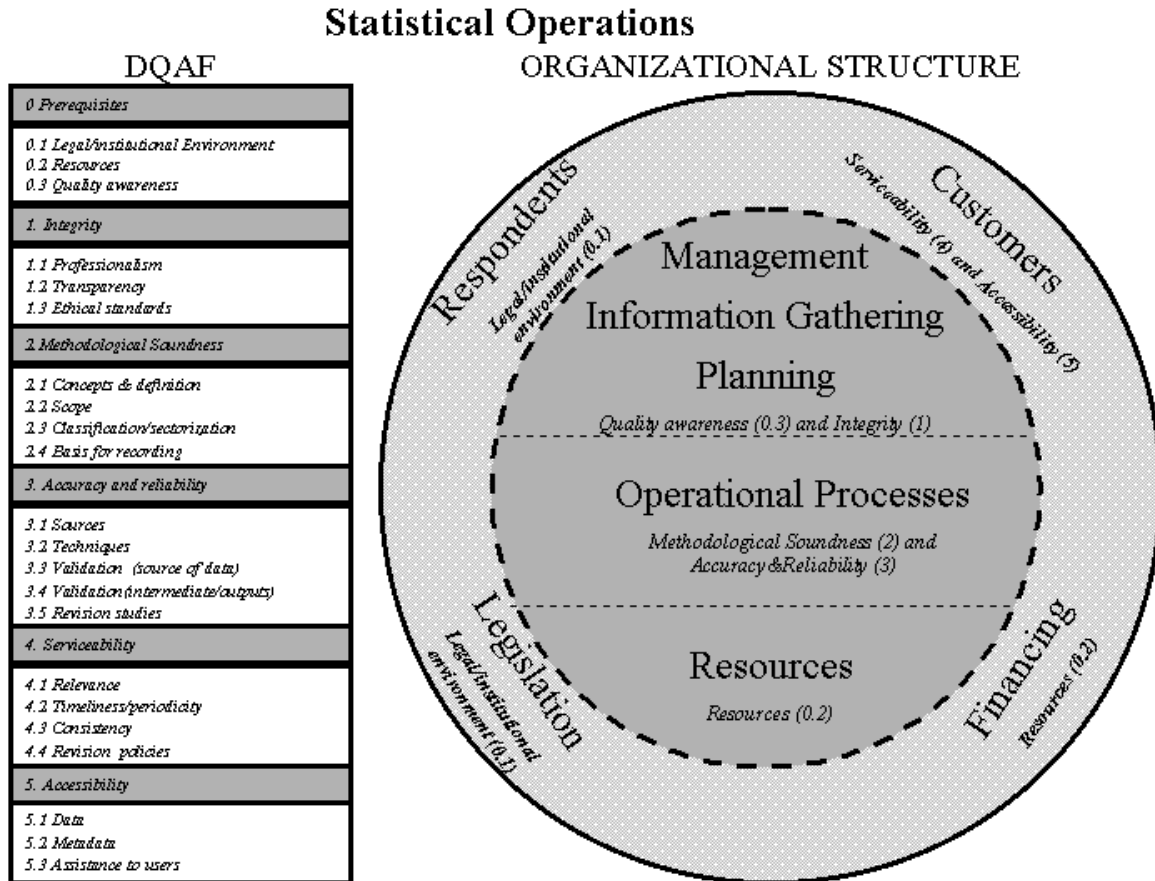 Statistical Operations
DQAF
0 Prerequisites
0.1 Legal/institutional Environment
0.2 Resources
0.3 Quality awareness
1. Integrity
1.1 Professionalism
1.2 Transparency
1.3 Ethical standards
2.Methodological Soundness
2.1 Concepts & definition
2.2 Scope
2.3 Classification/sectorization
2.4 Basis for recording
3. Accuracy and reliability
3.1 Sources
3.2 Techniques
3.3 Validation (source of data)
3.4 Validation(intermediate/outputs)
3.5 Revision studies
4. Serviceability
4.1 Relevance
4.2 Timeliness/periodicity
4.3 Consistency
4.4 Revision policies
5. Accessibility
5.1 Data
5.2 Metadata
5.3 Assistance to users
ORGANIZATIONAL STRUCTURE
Respondents
Legal/institutional
environment (0.1)
Customers
Serviceability (4) and Accessibility (5)
Management
Information Gathering
Planning
Quality awareness (0.3) and Integrity (1)
Operational Processes
Methodological Soundness (2) and
Accuracy&Reliability (3)
Resources
Resources (0.2)
Legislation
Legal/institutional
environment (0.1)
Financing
Resources (0.2)